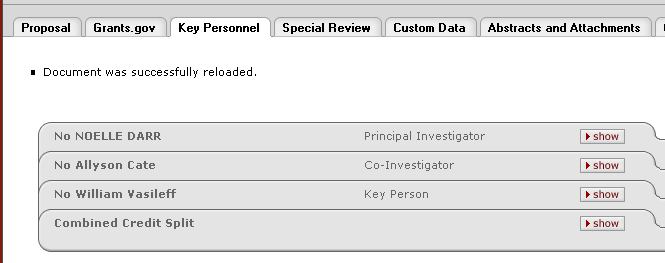 Proposal Grants.gov Key Personnel Special Review Custom Data Abstracts and Attachments
Document was successfully reloaded.
No NOELLE DARR Principal Investigator show
No Allyson Cate Co-Investigator show
No William Vasileff Key Person show
Combined Credit Split show